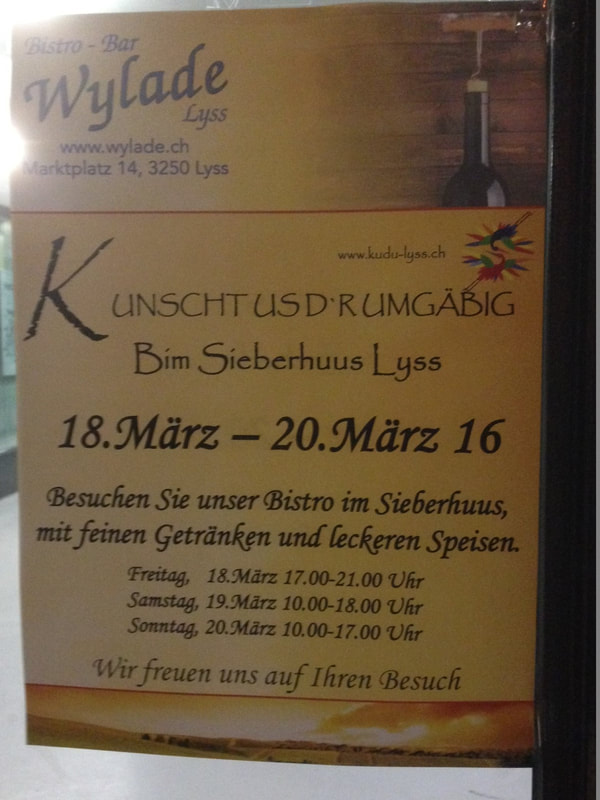 Bistro - Bar
Wylade
Lyss
www.wylade.ch
Marktplatz 14, 3250 Lyss
www.kudu-lyss.ch
KUNSCHT US D'R UMGÄBIG
Bim Sieberhuus Lyss
18.März – 20.März 16
Besuchen Sie unser Bistro im Sieberhuus,
mit feinen Getränken und leckeren Speisen.
Freitag, 18.März 17.00-21.00 Uhr
Samstag, 19.März 10.00-18.00 Uhr
Sonntag, 20.März 10.00-17.00 Uhr
Wir freuen uns auf Ihren Besuch